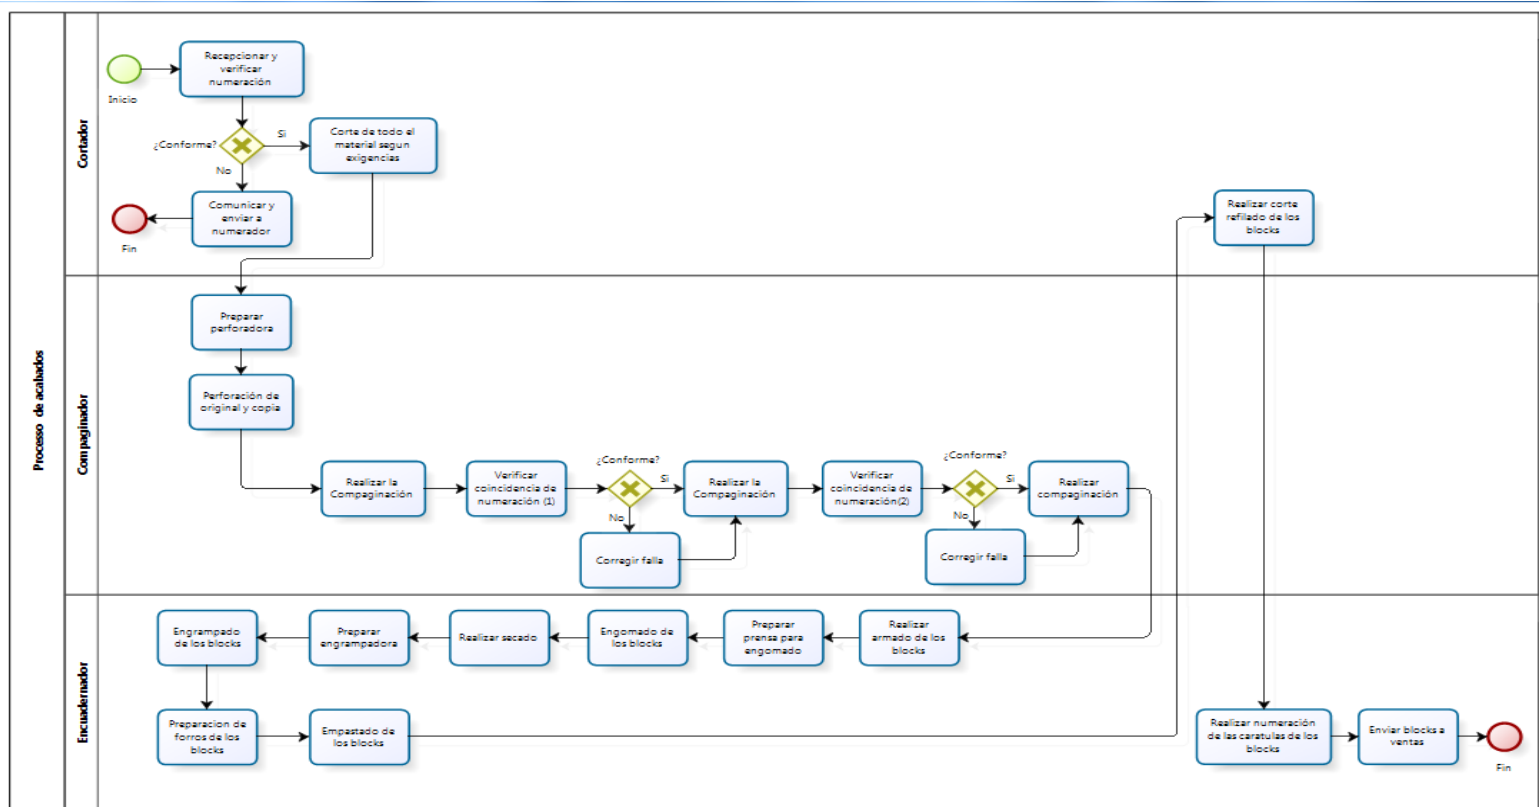 Processo de acabados
Cortador
Inicio
Recepcionar y
verificar
numeración
¿Conforme?
Si
No
Corte de todo el
material segun
exigencias
Comunicar y
enviar a
numerador
Fin
Realizar corte
refilado de los
blocks
Compaginador
Preparar
perforadora
Perforación de
original y copia
Realizar la
Compaginación
Verificar
coincidencia de
numeración (1)
¿Conforme?
Si
No
Corregir falla
Realizar la
Compaginación
Verificar
coincidencia de
numeración(2)
¿Conforme?
Si
No
Corregir falla
Realizar
compaginación
Encuadernador
Realizar
armado de los
blocks
Preparar
prensa para
engomado
Engomado de
los blocks
Realizar secado
Preparar
engrampadora
Engrampado
de los blocks
Preparacion de
forros de los
blocks
Empastado de
los blocks
Realizar numeración
de las caratulas de los
blocks
Enviar blocks a
ventas
Fin